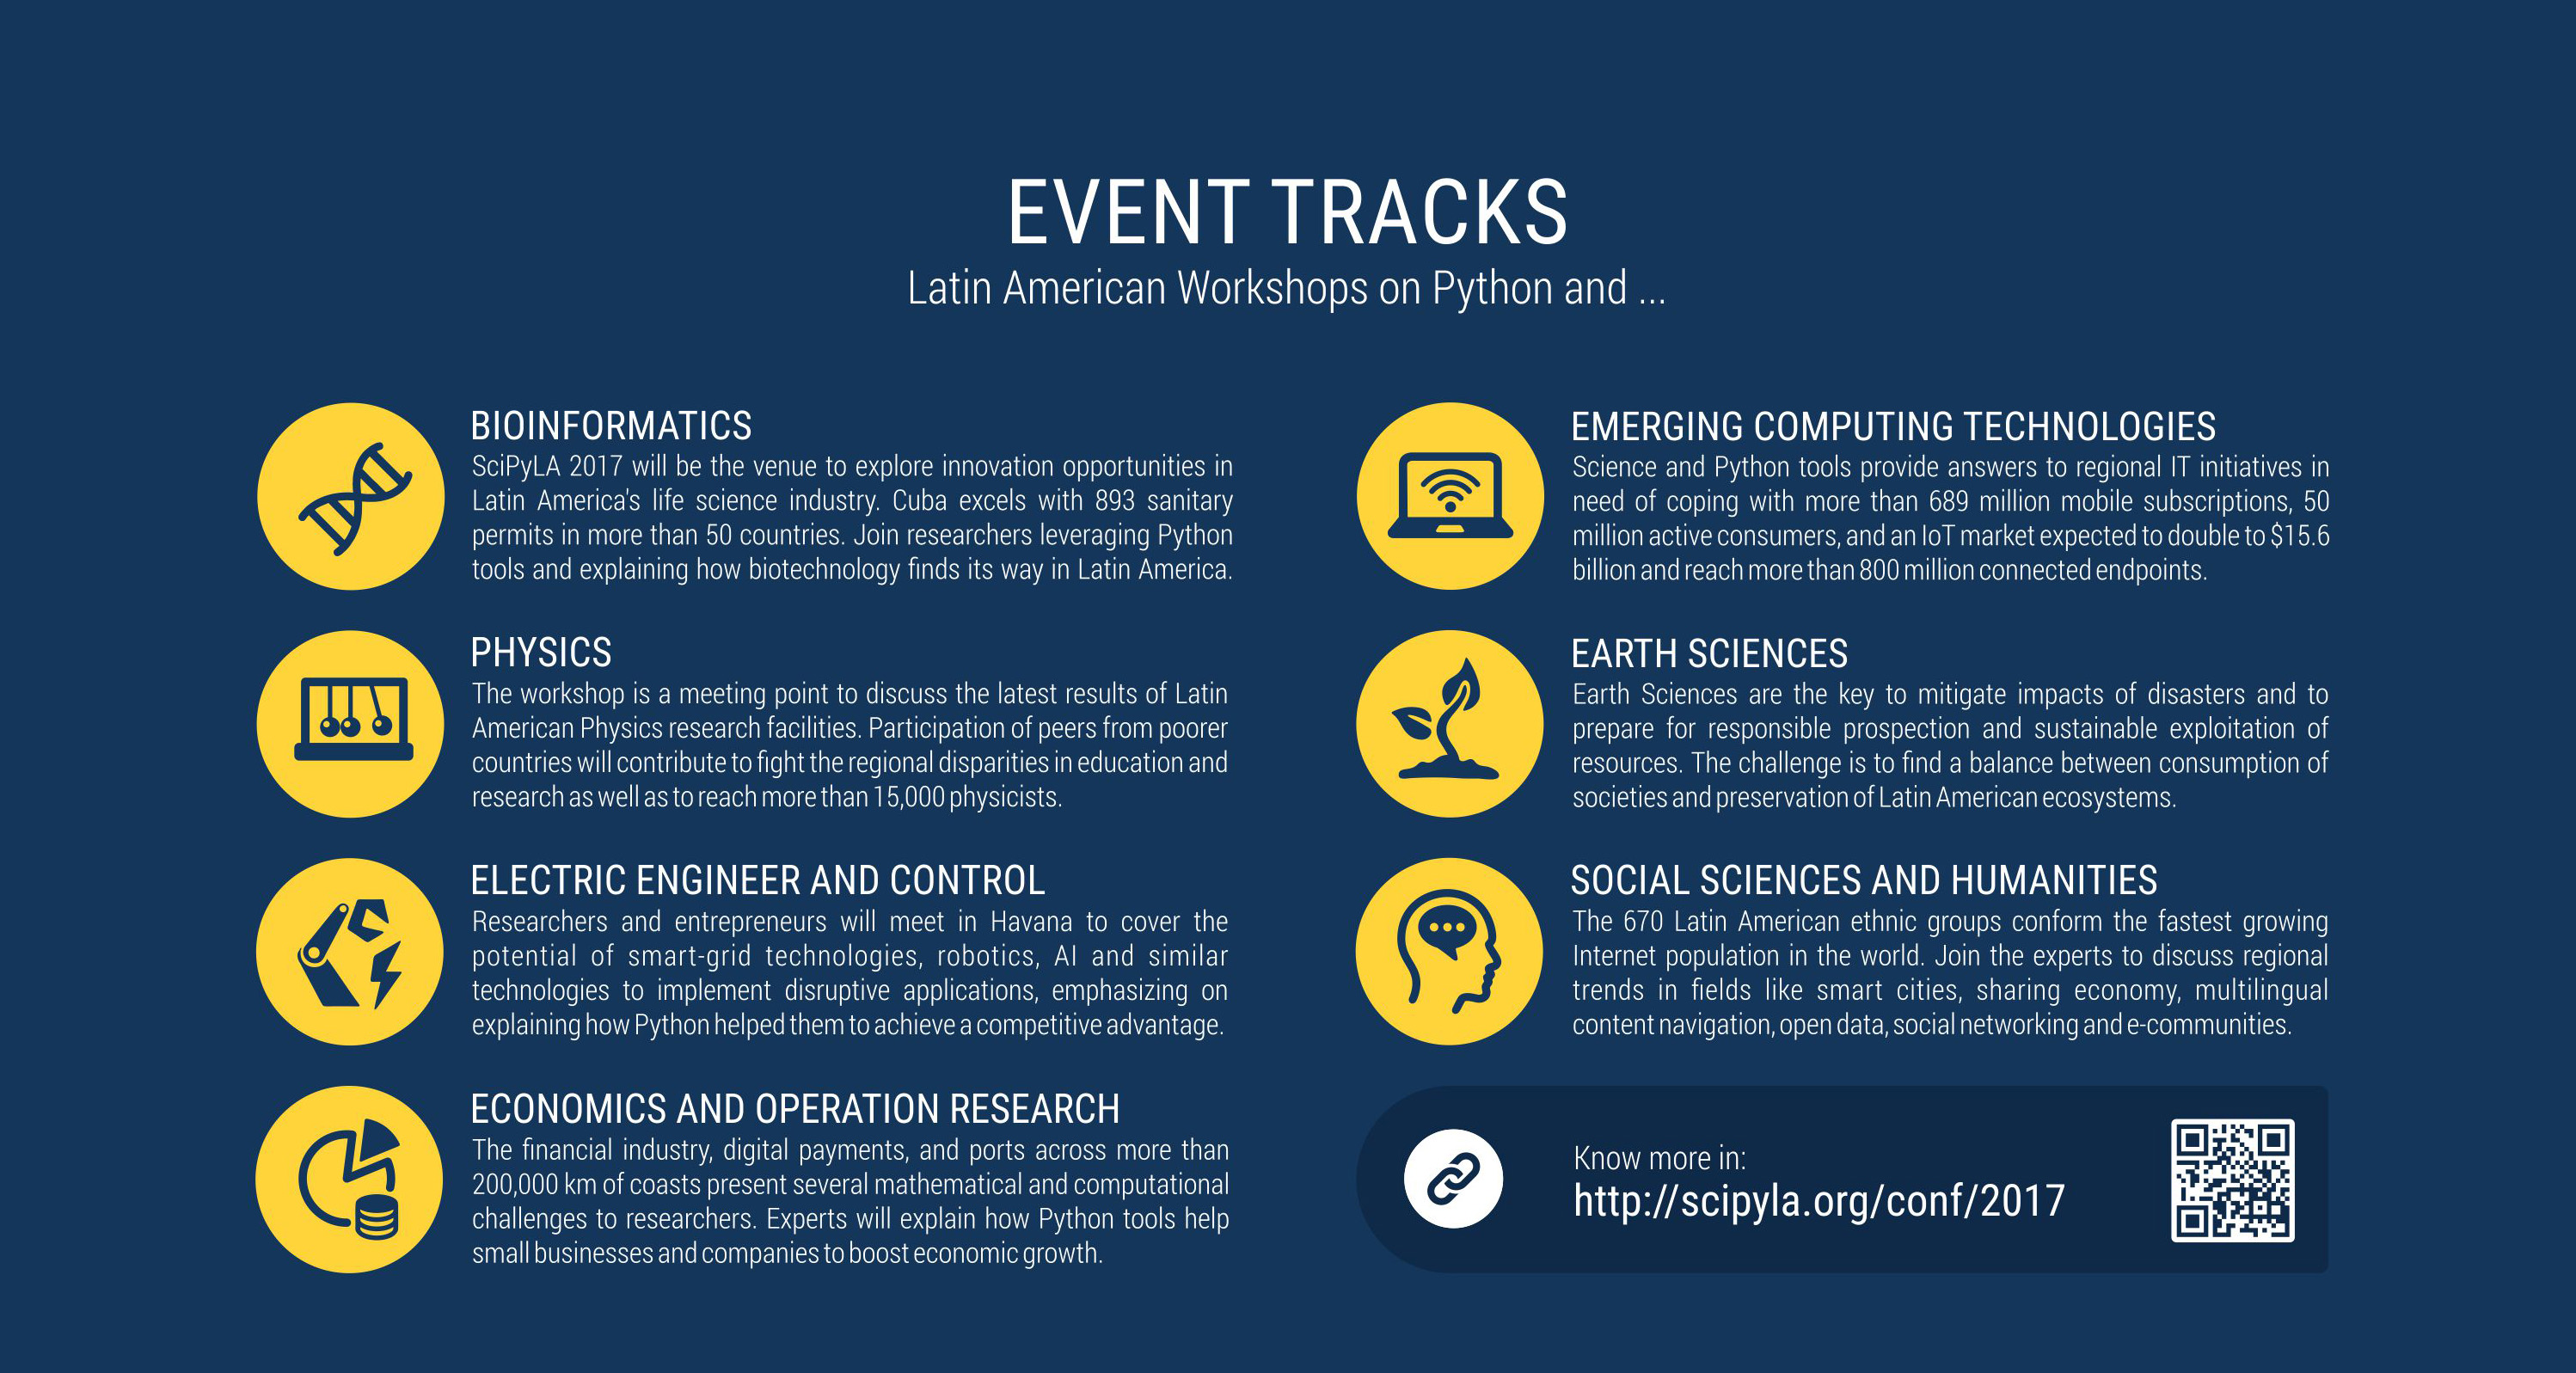 EVENT TRACKS
Latin American Workshops on Python and ...
BIOINFORMATICS
SciPyLA 2017 will be the venue to explore innovation opportunities in
Latin America's life science industry. Cuba excels with 893 sanitary
permits in more than 50 countries. Join researchers leveraging Python
tools and explaining how biotechnology finds its way in Latin America.
PHYSICS
The workshop is a meeting point to discuss the latest results of Latin
American Physics research facilities. Participation of peers from poorer
countries will contribute to fight the regional disparities in education and
research as well as to reach more than 15,000 physicists.
ELECTRIC ENGINEER AND CONTROL
Researchers and entrepreneurs will meet in Havana to cover the
potential of smart-grid technologies, robotics, AI and similar
technologies to implement disruptive applications, emphasizing on
explaining how Python helped them to achieve a competitive advantage.
ECONOMICS AND OPERATION RESEARCH
The financial industry, digital payments, and ports across more than
200,000 km of coasts present several mathematical and computational
challenges to researchers. Experts will explain how Python tools help
small businesses and companies to boost economic growth.
EMERGING COMPUTING TECHNOLOGIES
Science and Python tools provide answers to regional IT initiatives in
need of coping with more than 689 million mobile subscriptions, 50
million active consumers, and an IoT market expected to double to $15.6
billion and reach more than 800 million connected endpoints.
EARTH SCIENCES
Earth Sciences are the key to mitigate impacts of disasters and to
prepare for responsible prospection and sustainable exploitation of
resources. The challenge is to find a balance between consumption of
societies and preservation of Latin American ecosystems.
SOCIAL SCIENCES AND HUMANITIES
The 670 Latin American ethnic groups conform the fastest growing
Internet population in the world. Join the experts to discuss regional
trends in fields like smart cities, sharing economy, multilingual
content navigation, open data, social networking and e-communities.
Know more in:
http://scipyla.org/conf/2017